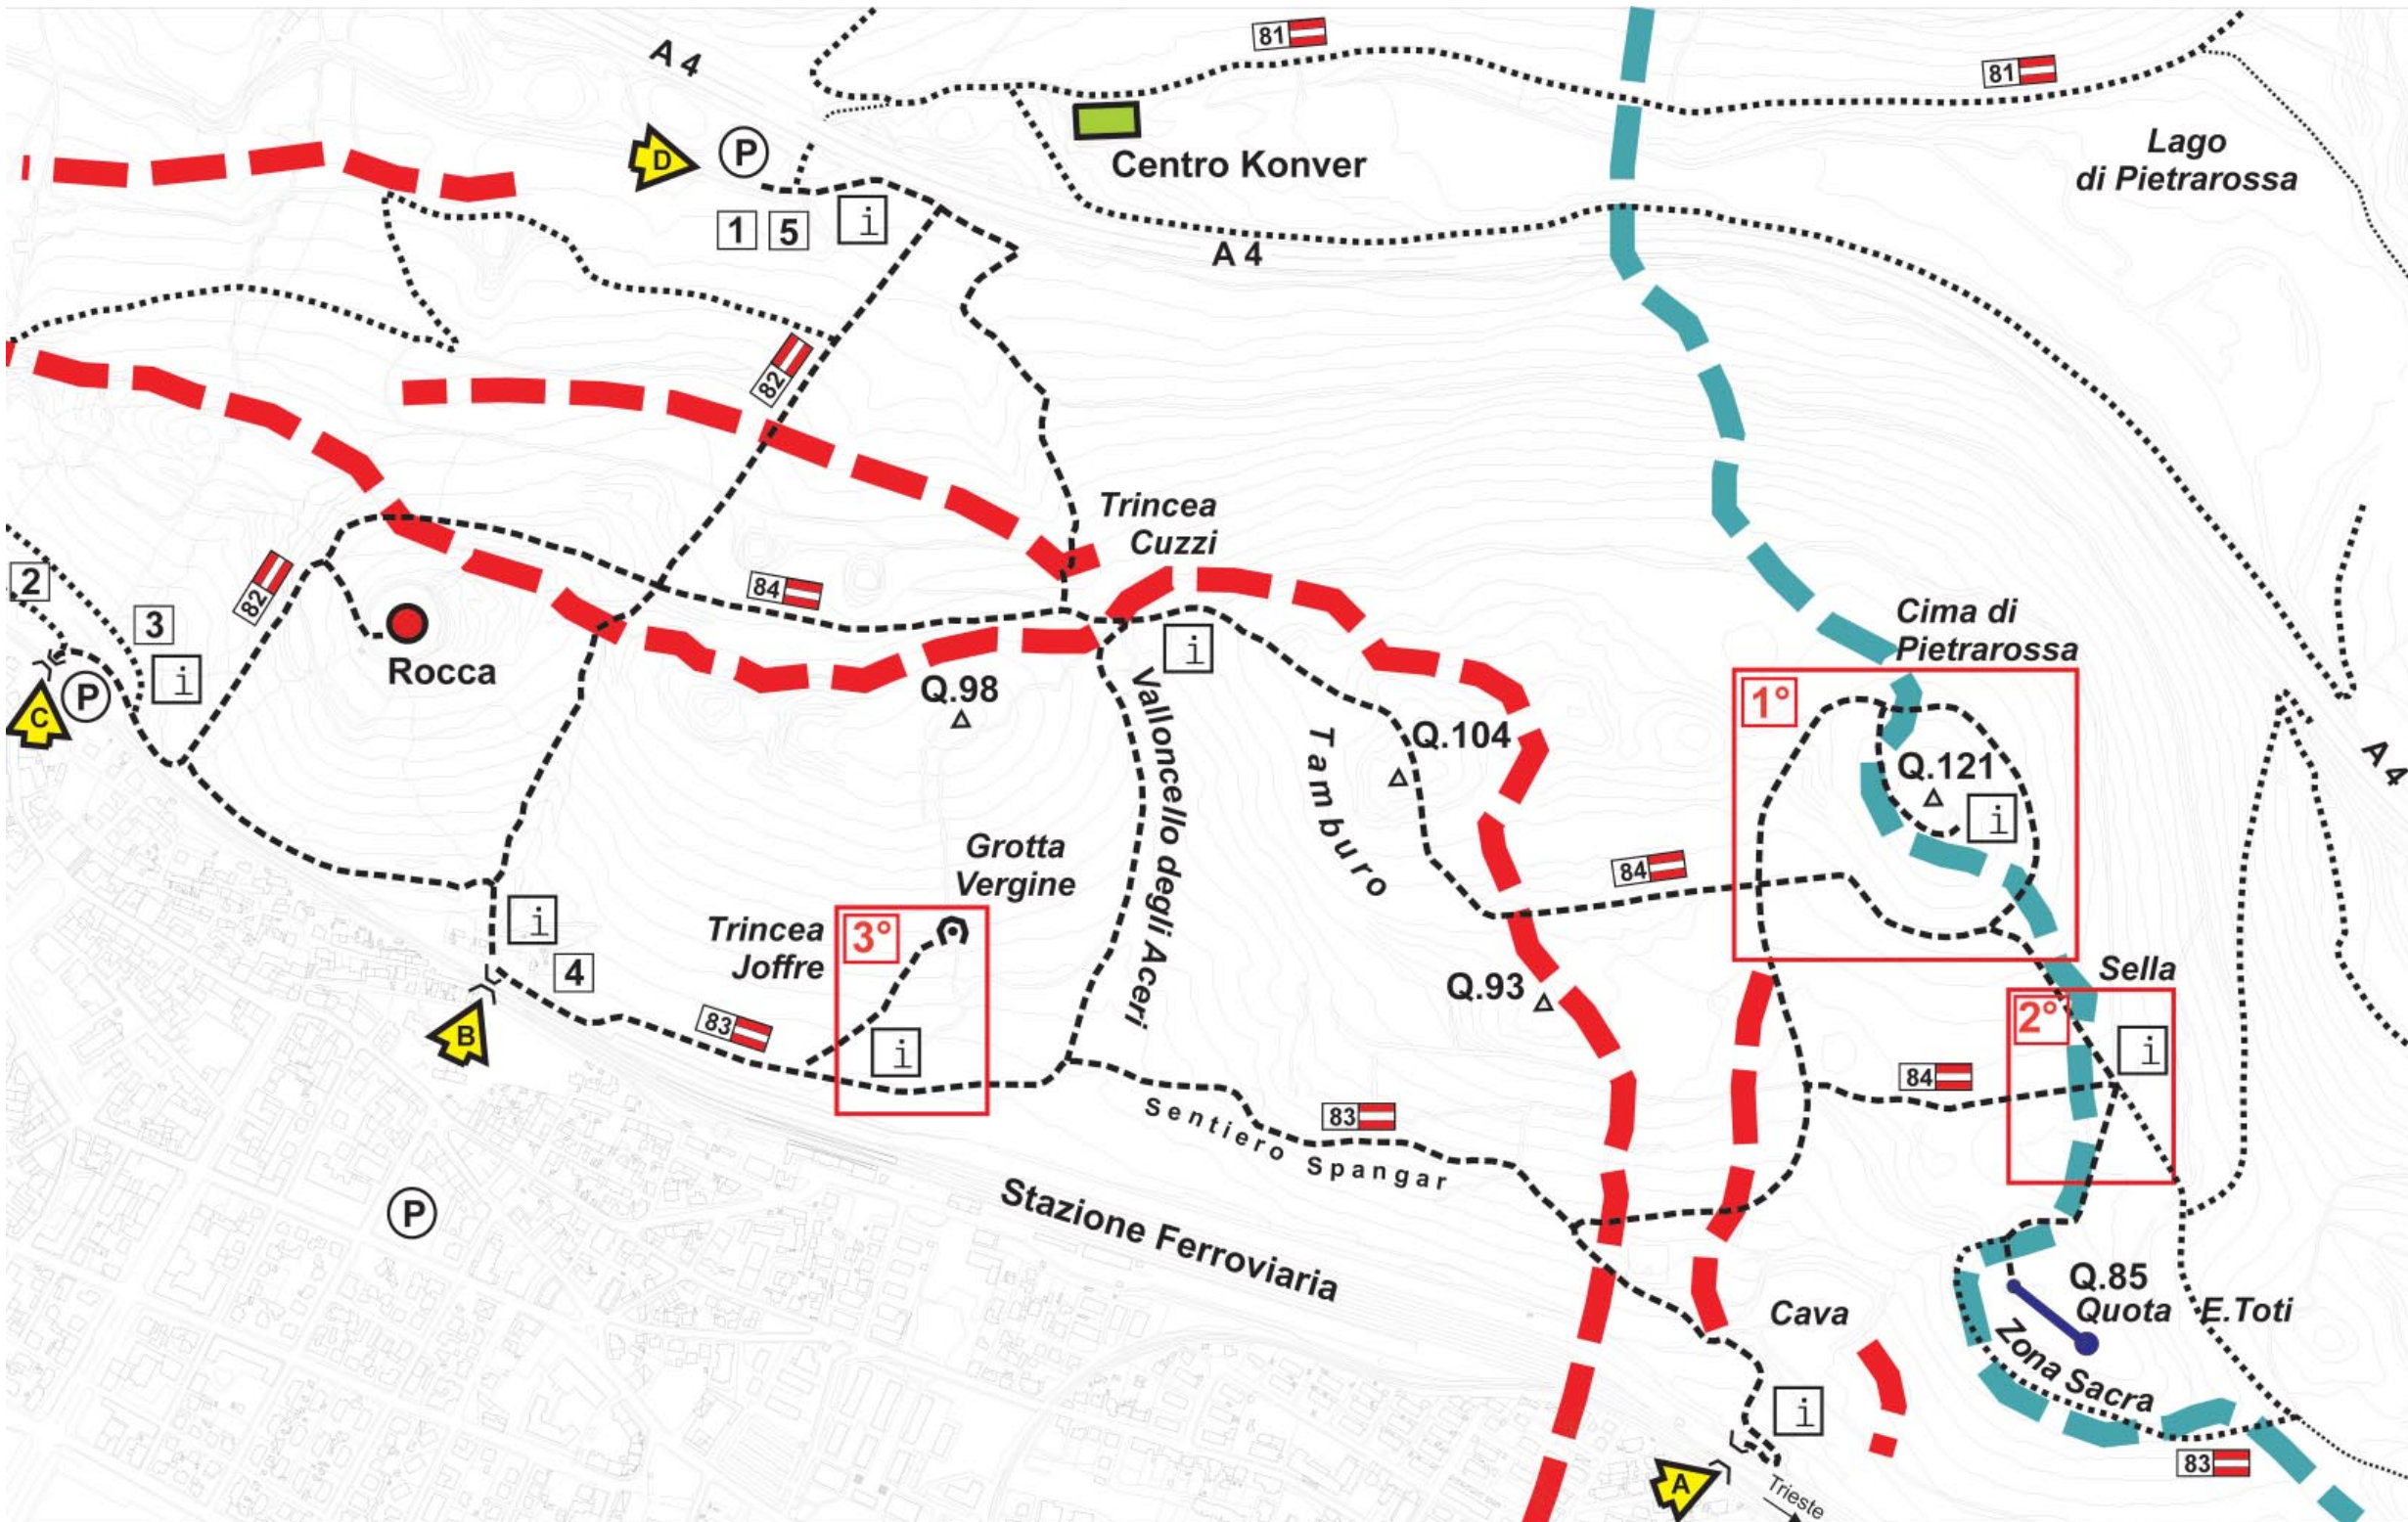 81
A 4
81
D
P
Centro Konver
Lago
di Pietrarossa
1
5
i
A 4
82
Trincea
Cuzzi
84
2
82
3
i
Rocca
C
P
Q.98
i
Valloncello degli Aceri
Cima di
Pietrarossa
1°
Q.104
Tamburo
Q.121
i
A 4
Grotta
Vergine
84
Trincea
Joffre
3°
i
4
Q.93
Sella
2°
i
B
83
i
84
83
Sentiero Spangar
P
Stazione Ferroviaria
Q.85
Quota E.Toti
Cava
Zona Sacra
i
83
A
Trieste